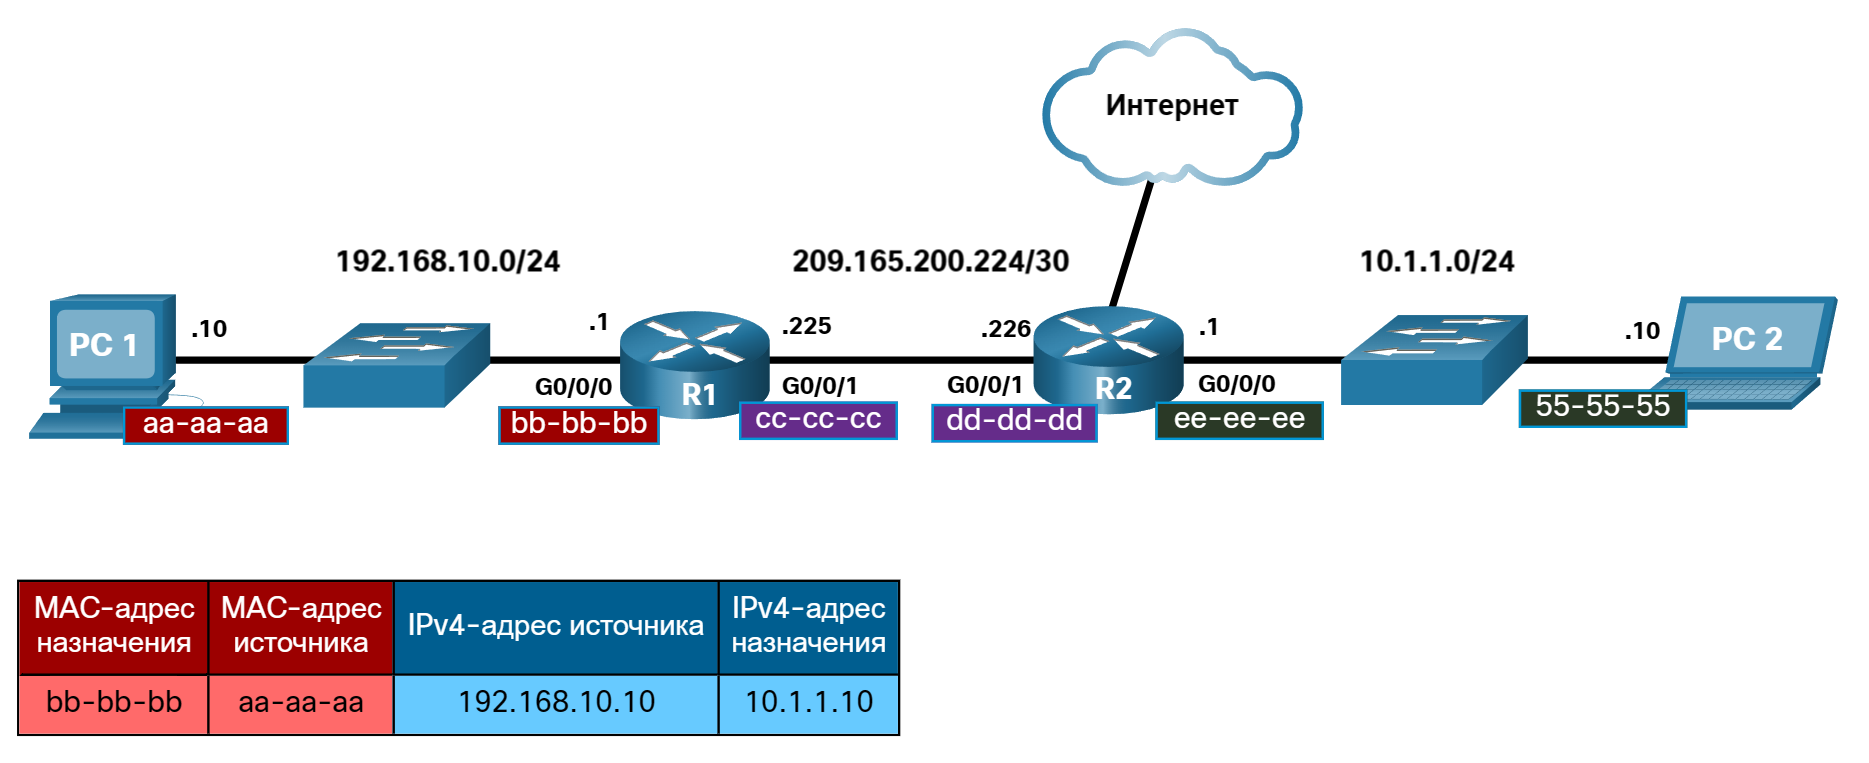 Интернет
192.168.10.0/24
209.165.200.224/30
10.1.1.0/24
PC 1
.10
.1
.225
.226
.1
.10
PC 2
G0/0/0
R1
G0/0/1
G0/0/1
R2
G0/0/0
aa-aa-aa
bb-bb-bb
cc-cc-cc
dd-dd-dd
ee-ee-ee
55-55-55
MAC-адрес назначения
MAC-адрес источника
IPv4-адрес источника
IPv4-адрес назначения
bb-bb-bb
aa-aa-aa
192.168.10.10
10.1.1.10